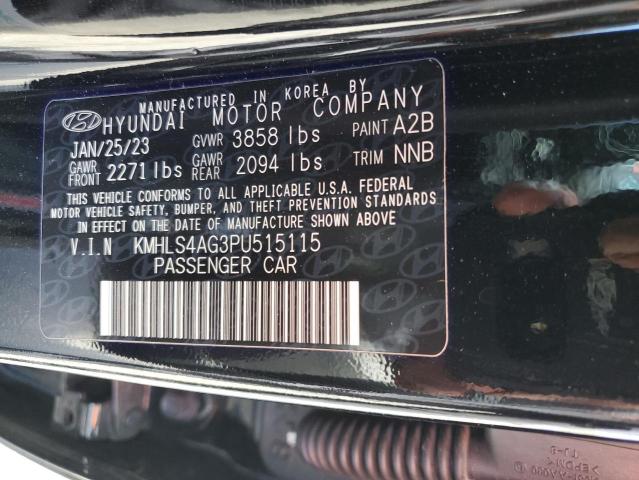 MANUFACTURED IN KOREA BY
HYUNDAI MOTOR COMPANY
JAN/25/23 GVWR 3858 lbs PAINT A2B
GAWR FRONT 2271 lbs GAWR REAR 2094 lbs TRIM NNB
THIS VEHICLE CONFORMS TO ALL APPLICABLE U.S.A. FEDERAL
MOTOR VEHICLE SAFETY, BUMPER, AND THEFT PREVENTION STANDARDS
IN EFFECT ON THE DATE OF MANUFACTURE SHOWN ABOVE
V.I.N KMHLS4AG3PU515115
PASSENGER CAR
>EPDM<